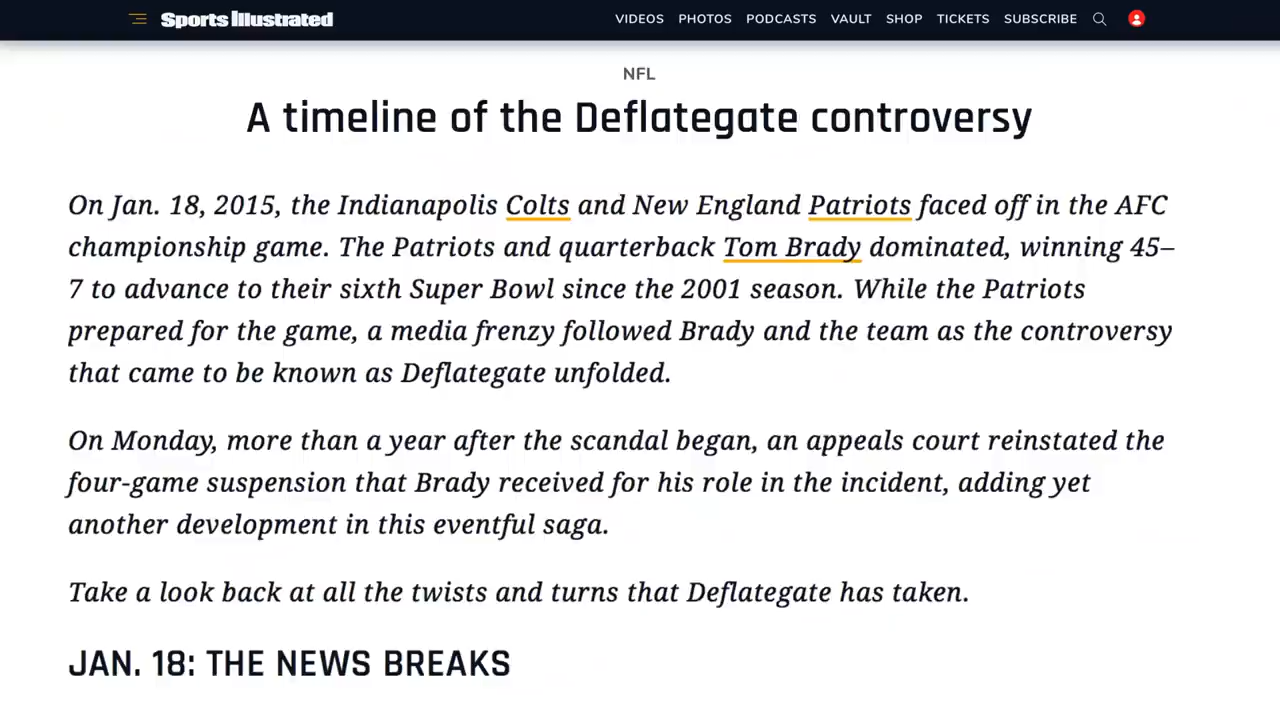 Sports Illustrated
VIDEOS PHOTOS PODCASTS VAULT SHOP TICKETS SUBSCRIBE
NFL
A timeline of the Deflategate controversy
On Jan. 18, 2015, the Indianapolis Colts and New England Patriots faced off in the AFC
championship game. The Patriots and quarterback Tom Brady dominated, winning 45–
7 to advance to their sixth Super Bowl since the 2001 season. While the Patriots
prepared for the game, a media frenzy followed Brady and the team as the controversy
that came to be known as Deflategate unfolded.
On Monday, more than a year after the scandal began, an appeals court reinstated the
four-game suspension that Brady received for his role in the incident, adding yet
another development in this eventful saga.
Take a look back at all the twists and turns that Deflategate has taken.
JAN. 18: THE NEWS BREAKS